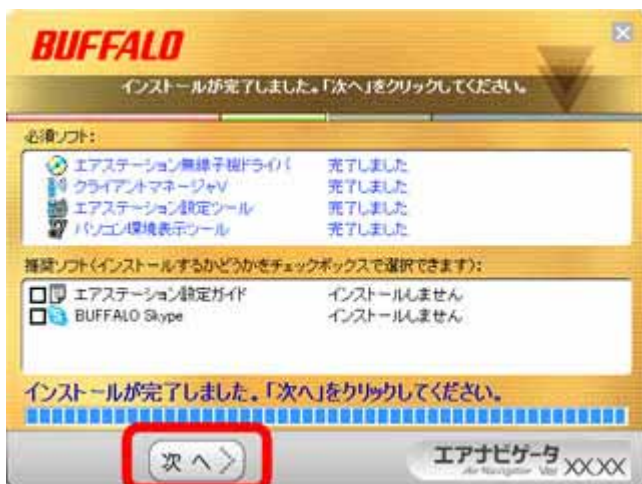 BUFFALO
インストールが完了しました。「次へ」をクリックしてください。
必須ソフト:
エアステーション無線子機ドライバ 完了しました
クライアントマネージャV 完了しました
エアステーション設定ツール 完了しました
パソコン環境表示ツール 完了しました
推奨ソフト(インストールするかどうかをチェックボックスで選択できます):
エアステーション設定ガイド インストールしません
BUFFALO Skype インストールしません
インストールが完了しました。「次へ」をクリックしてください。
次へ
エアナビゲータ
Air Navigator Ver XX.XX